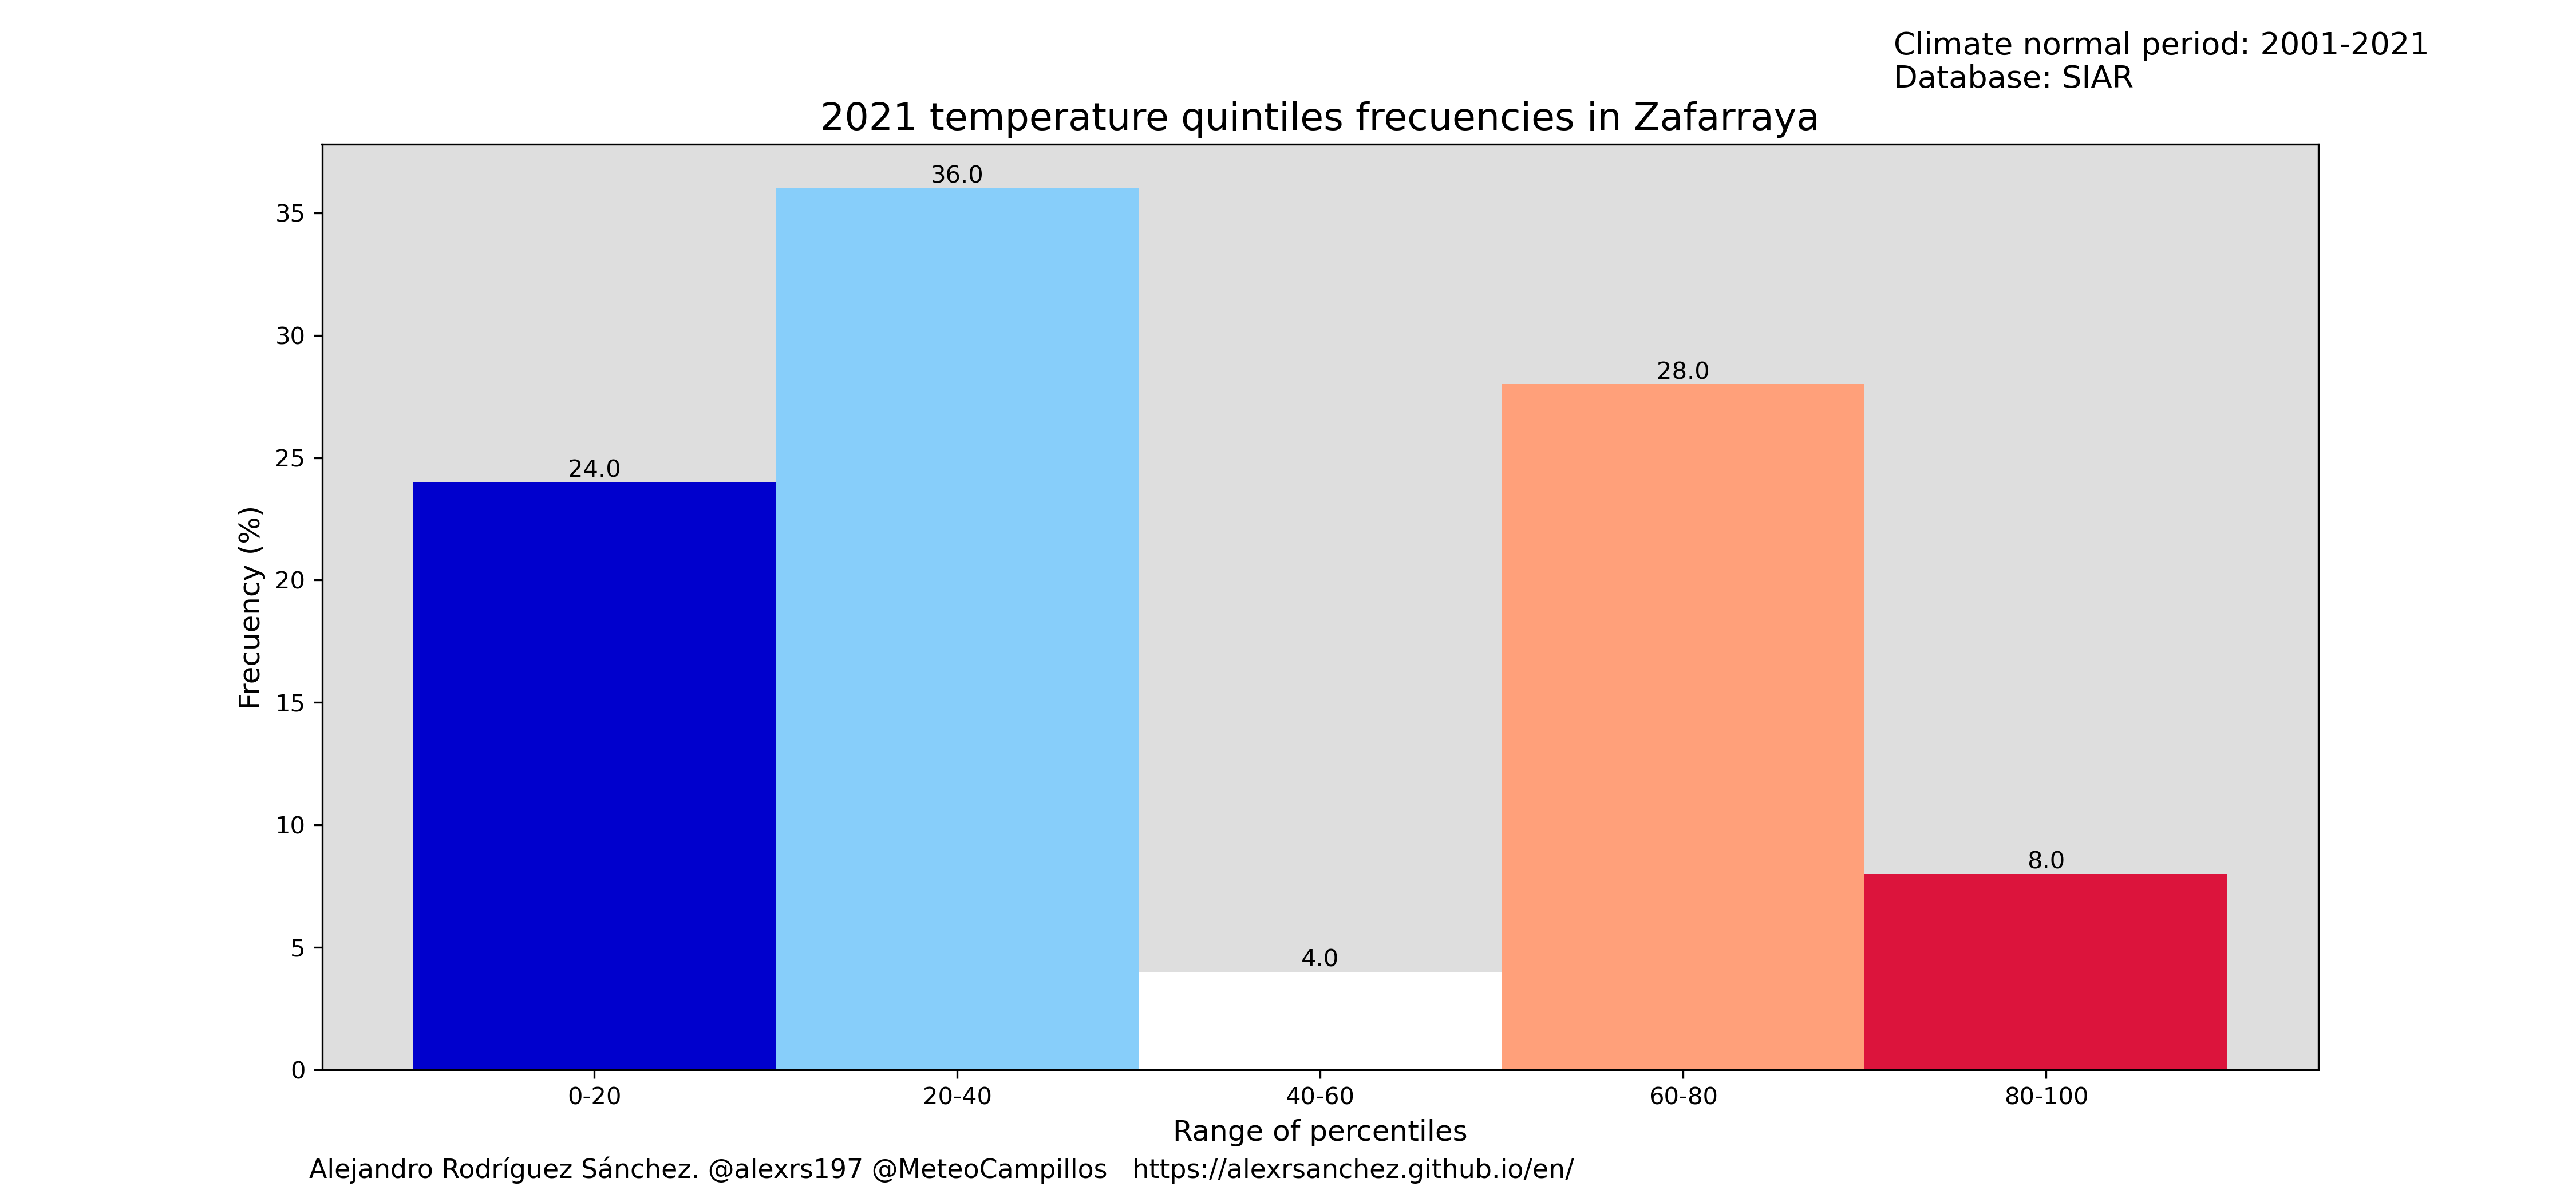 Climate normal period: 2001-2021
Database: SIAR
2021 temperature quintiles frecuencies in Zafarraya
Frecuency (%)
35
30
25
20
15
10
5
0
36.0
28.0
24.0
8.0
4.0
0-20 20-40 40-60 60-80 80-100
Range of percentiles
Alejandro Rodríguez Sánchez. @alexrs197 @MeteoCampillos https://alexrsanchez.github.io/en/